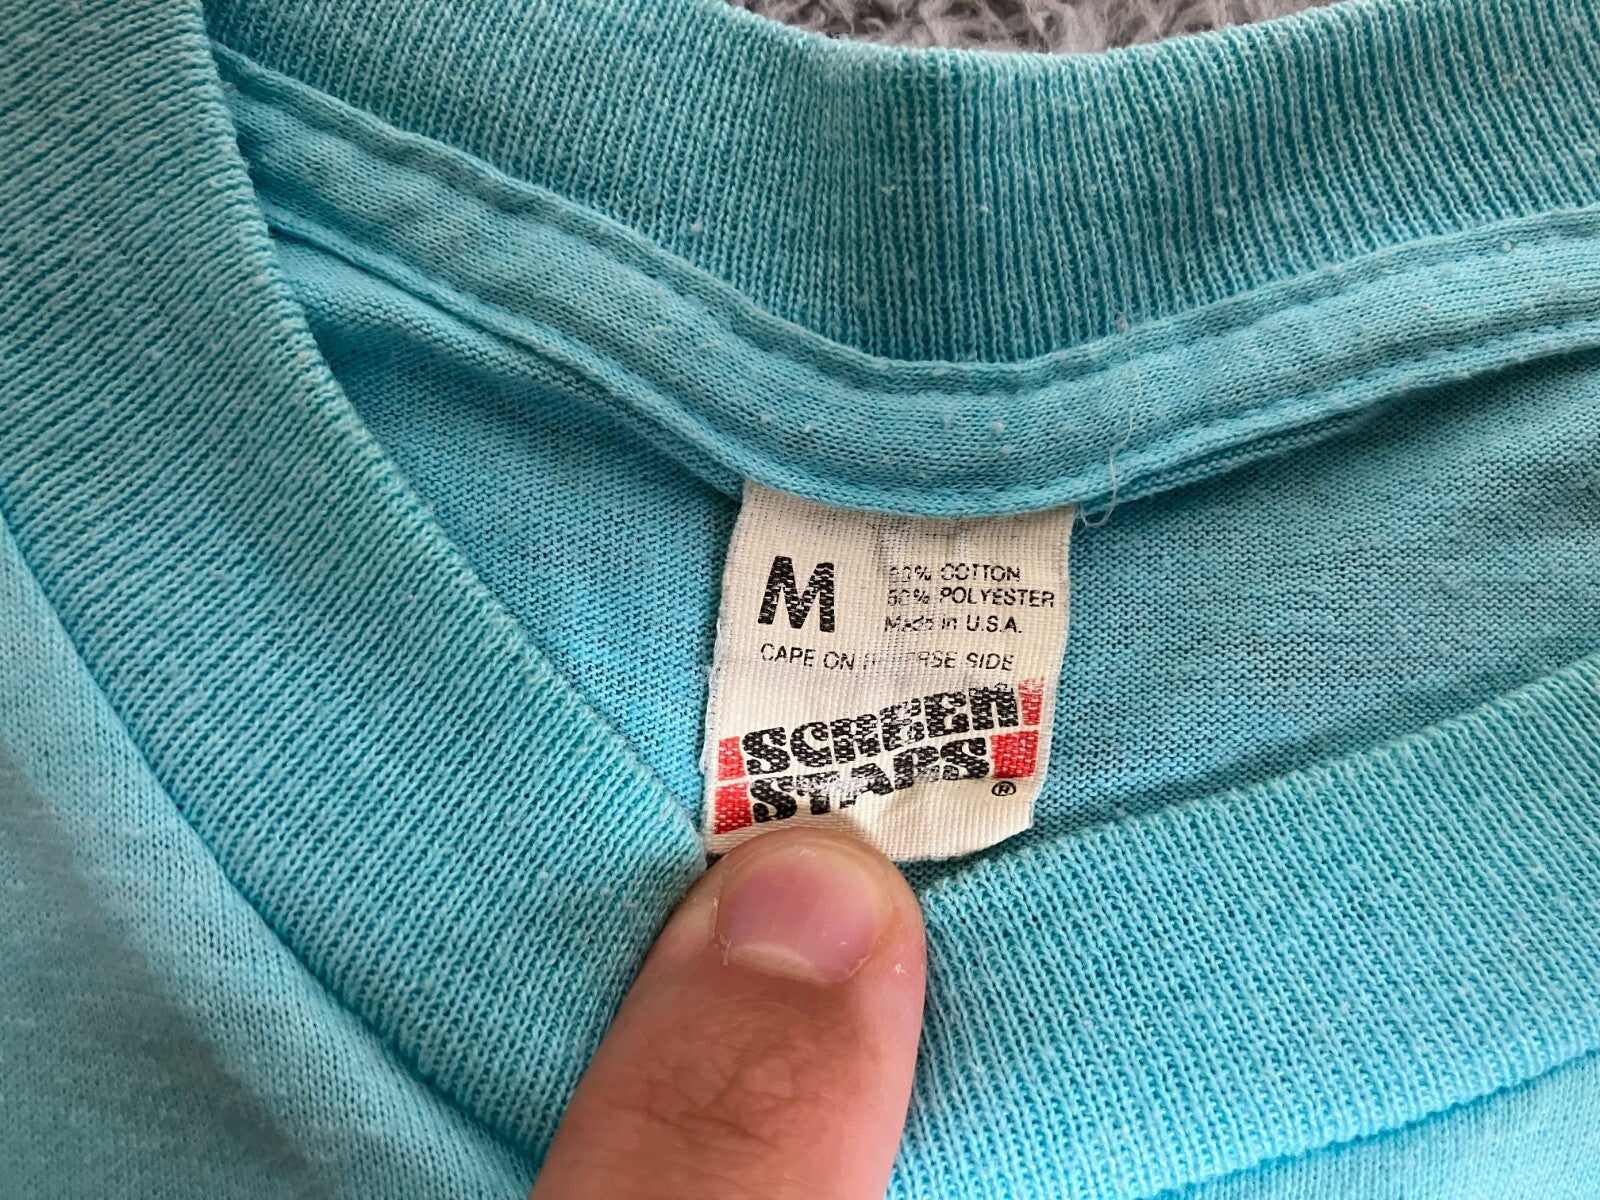 M
50% COTTON
50% POLYESTER
Made in U.S.A.
CARE ON REVERSE SIDE
SCREEN
STARS®